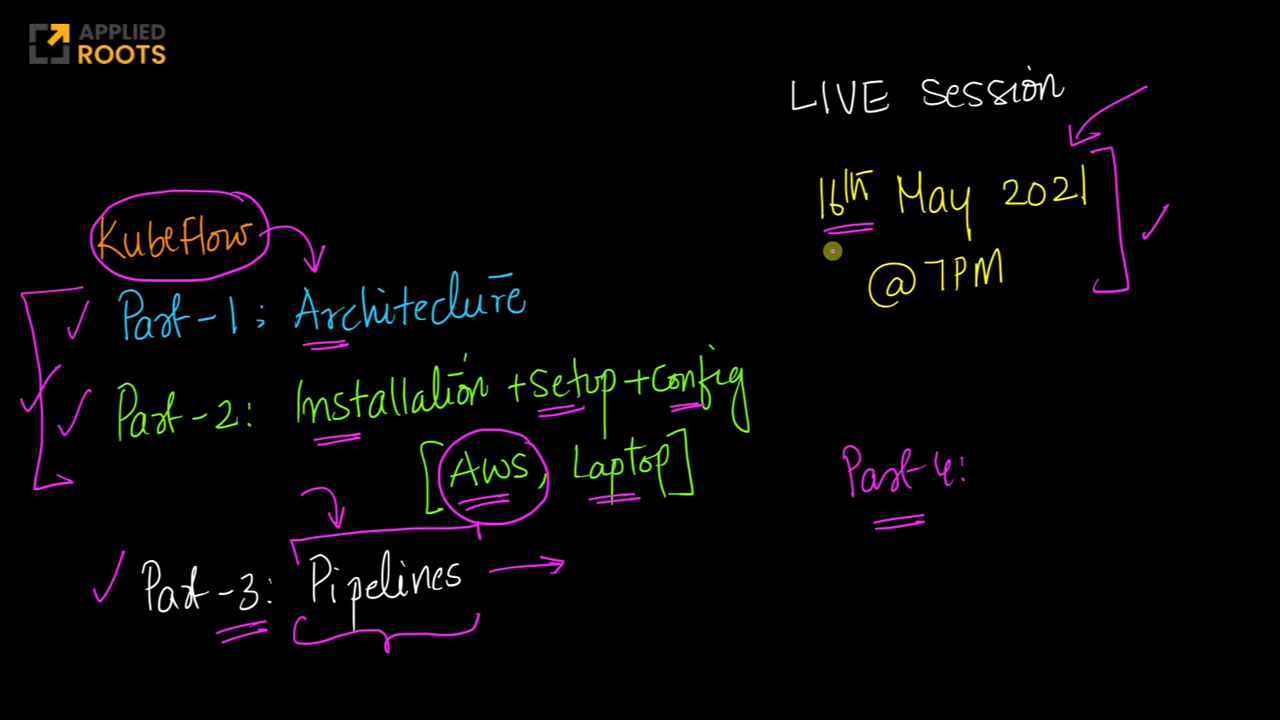 APPLIED
ROOTS
LIVE Session
16th May 2021
@ 7PM
KubeFlow
Part-1: Architecture
Part-2: Installation + Setup + Config
[AWS, Laptop]
Part-3: Pipelines
Part-4: